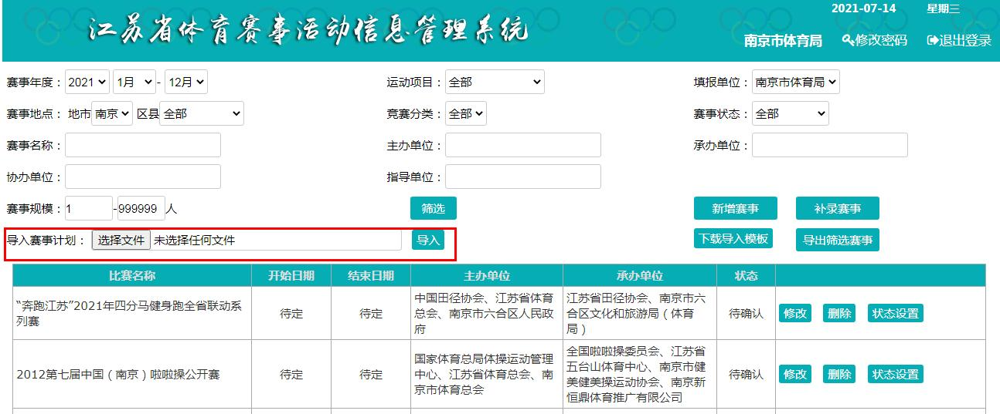 2021-07-14 星期三
江苏省体育赛事活动信息管理系统
南京市体育局 修改密码 退出登录
赛事年度： 2021 1月 - 12月 运动项目： 全部 填报单位： 南京市体育局
赛事地点： 地市 南京 区县 全部 竞赛分类： 全部 赛事状态： 全部
赛事名称： 主办单位： 承办单位：
协办单位： 指导单位：
赛事规模： 1 -999999 人 筛选 新增赛事 补录赛事
导入赛事计划： 选择文件 未选择任何文件 导入 下载导入模板 导出筛选赛事
比赛名称 开始日期 结束日期 主办单位 承办单位 状态
“奔跑江苏”2021年四分马健身跑全省联动系
列赛
待定 待定
中国田径协会、江苏省体育
总会、南京市六合区人民政
府
江苏省田径协会、南京市六
合区文化和旅游局（体育
局）
待确认 修改 删除 状态设置
2012第七届中国（南京）啦啦操公开赛
待定 待定
国家体育总局体操运动管理
中心、江苏省体育总会、南
京市体育总会
全国啦啦操委员会、江苏省
五台山体育中心、南京市健
美健美操运动协会、南京新
恒鼎体育推广有限公司
待确认 修改 删除 状态设置